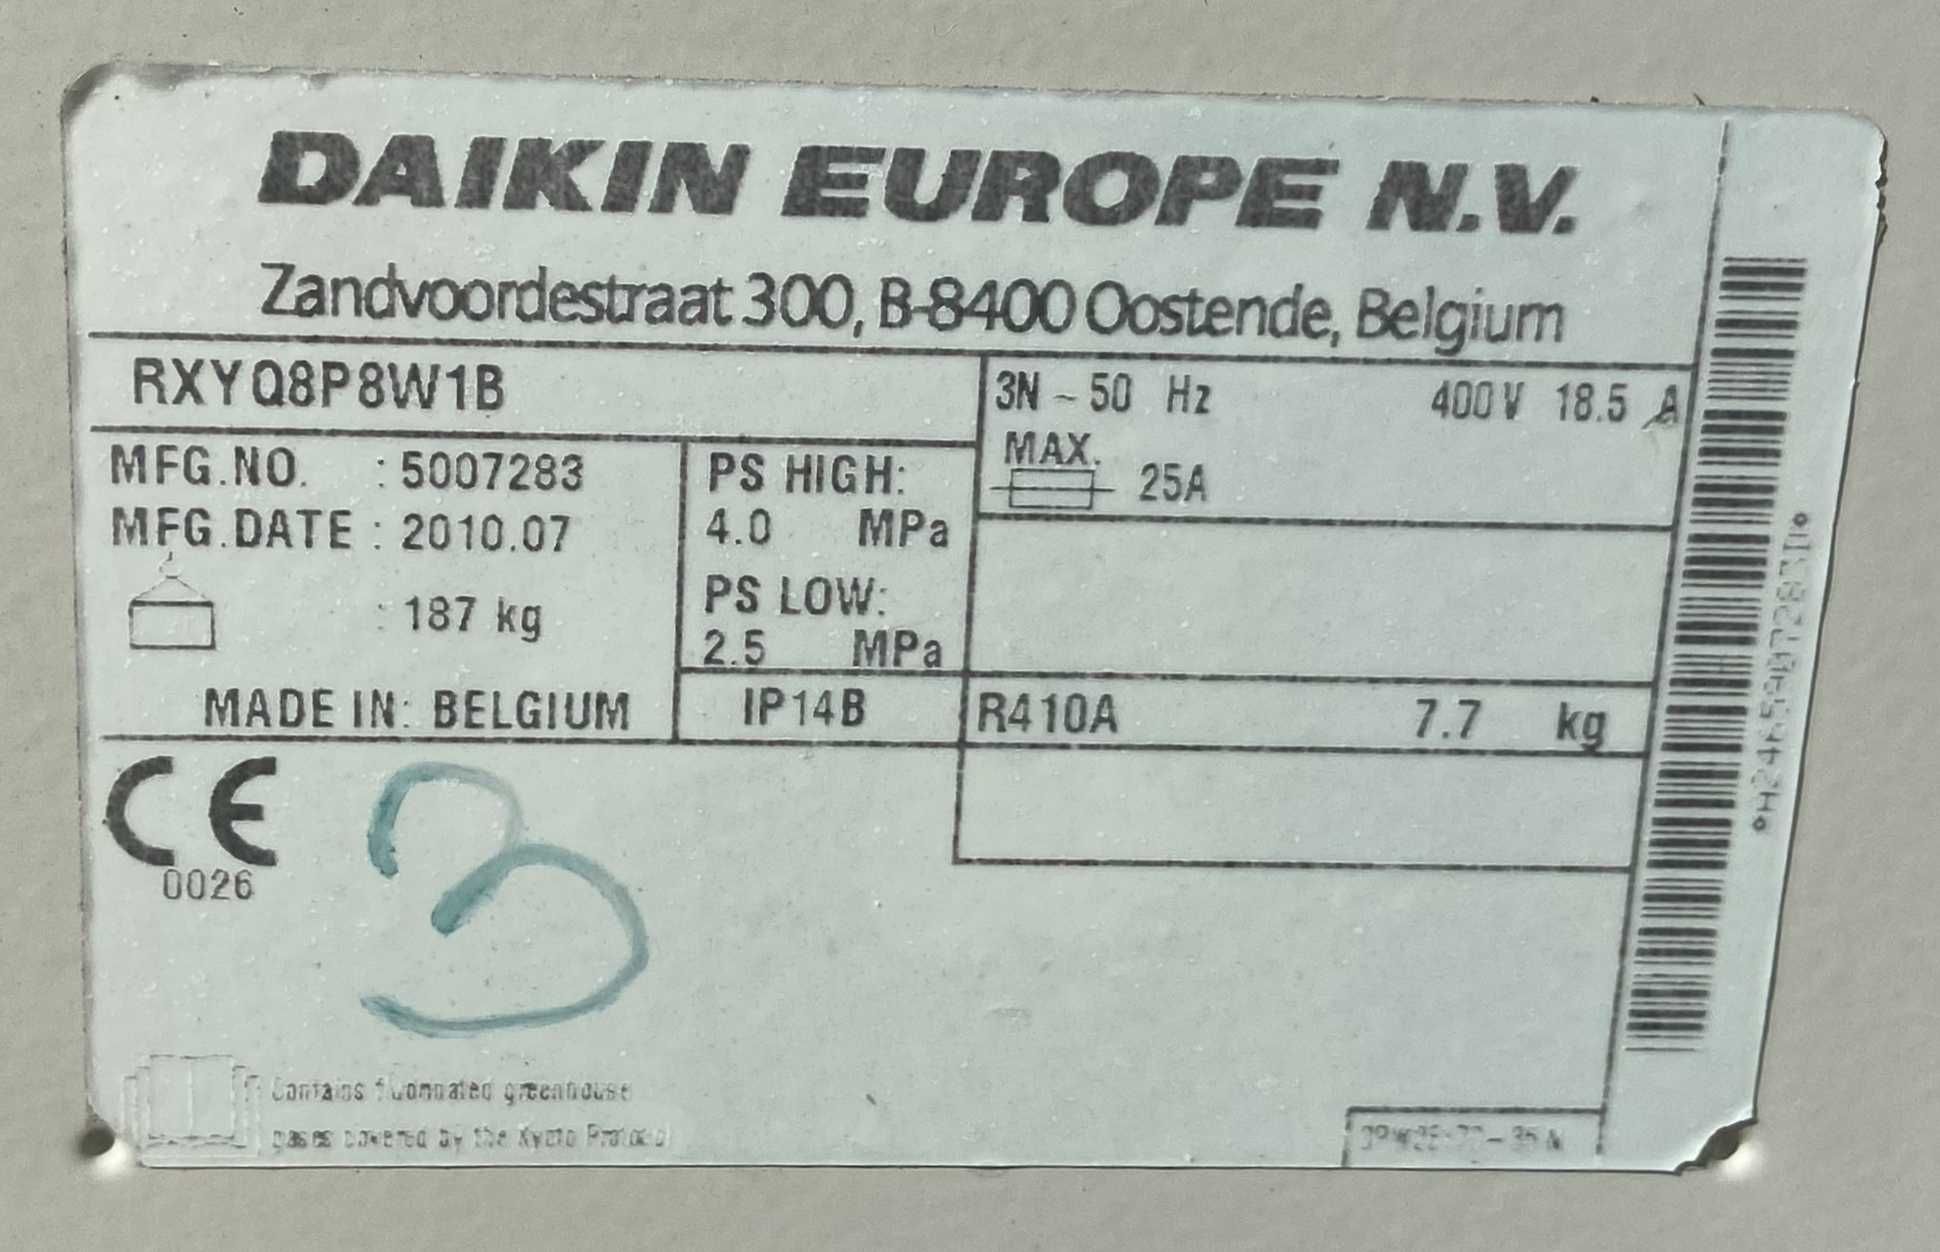 DAIKIN EUROPE N.V.
Zandvoordestraat 300, B-8400 Oostende, Belgium
RXYQ8P8W1B
3N ~ 50 Hz 400 V 18.5 A
MAX. 25A
MFG.NO. : 5007283
MFG.DATE : 2010.07
: 187 kg
MADE IN: BELGIUM
PS HIGH:
4.0 MPa
PS LOW:
2.5 MPa
IP14B
R410A 7.7 kg
CE
0026
3
Contains fluorinated greenhouse
gases covered by the Kyoto Protocol